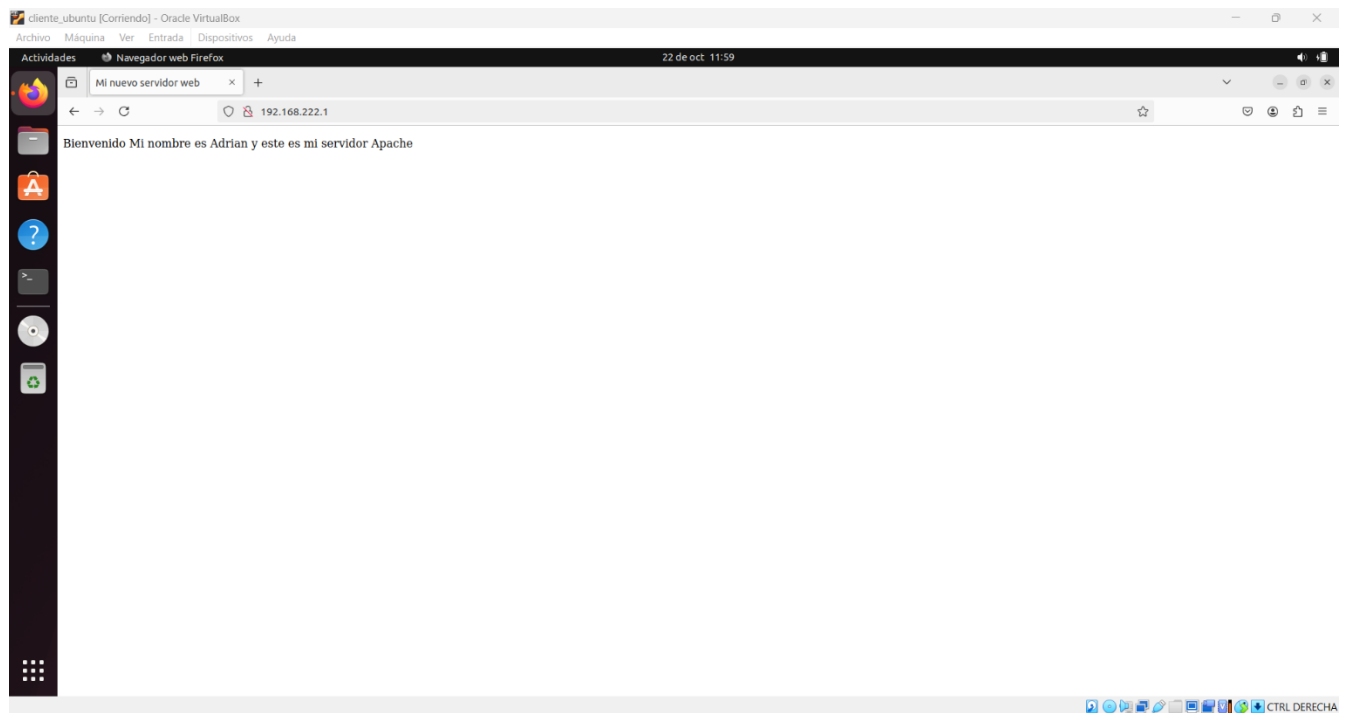 cliente_ubuntu [Corriendo] - Oracle VirtualBox
Archivo Máquina Ver Entrada Dispositivos Ayuda
Actividades Navegador web Firefox 22 de oct 11:59
Mi nuevo servidor web
192.168.222.1
Bienvenido Mi nombre es Adrian y este es mi servidor Apache
CTRL DERECHA